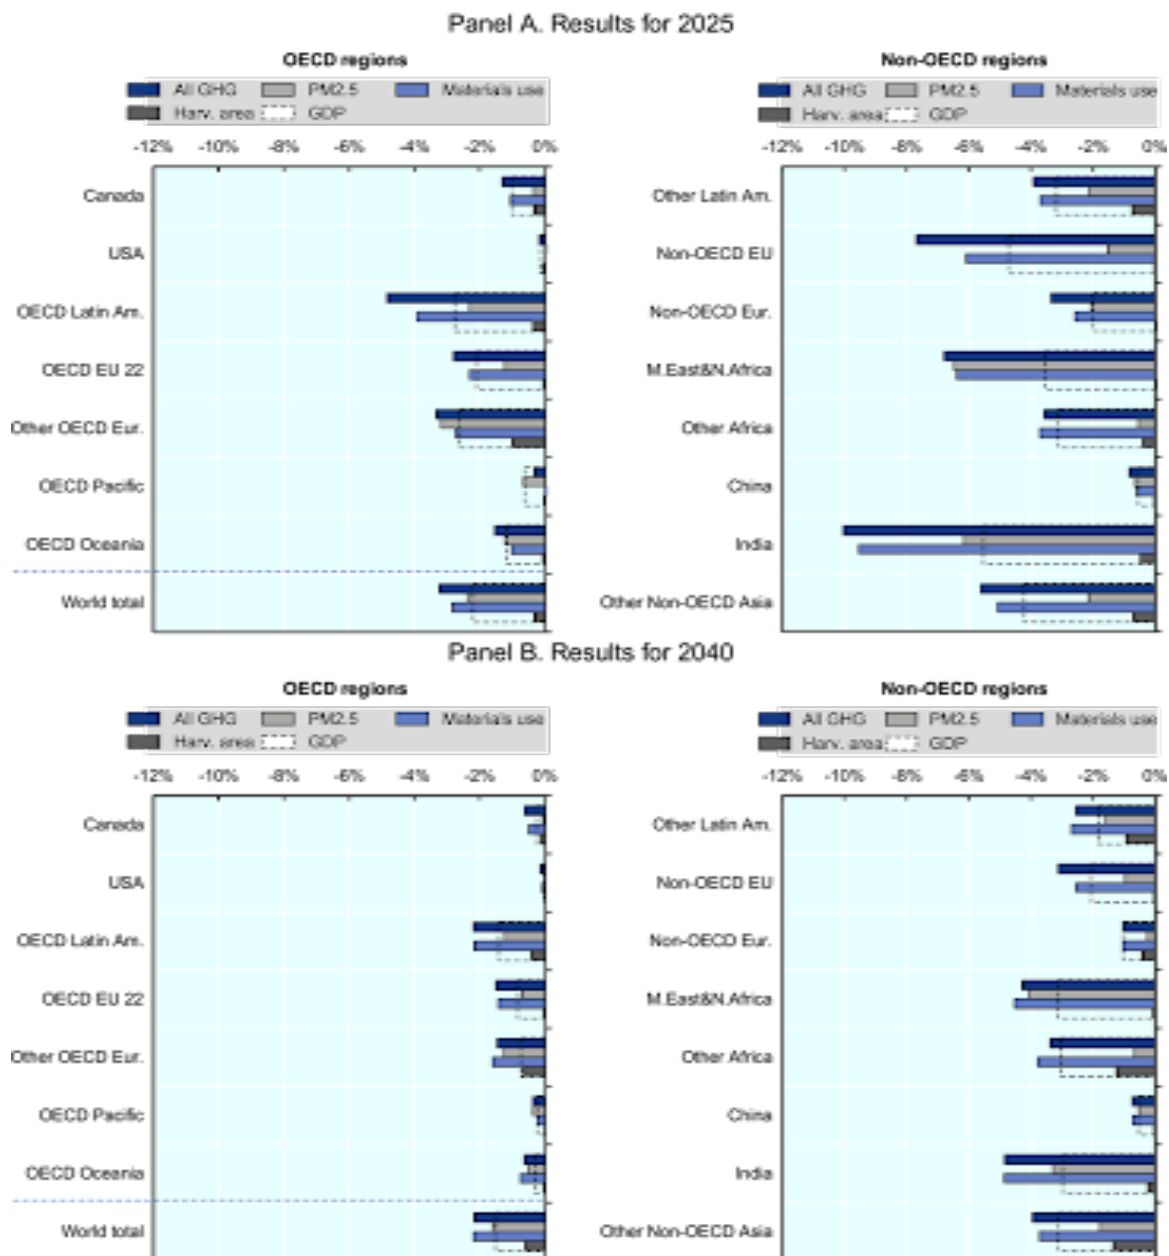 Panel A. Results for 2025
OECD regions
Non-OECD regions
All GHG PM2.5 Materials use
Harv. area GDP
All GHG PM2.5 Materials use
Harv. area GDP
-12% -10% -8% -6% -4% -2% 0%
-12% -10% -8% -6% -4% -2% 0%
Canada
USA
OECD Latin Am.
OECD EU 22
Other OECD Eur.
OECD Pacific
OECD Oceania
World total
Other Latin Am.
Non-OECD EU
Non-OECD Eur.
M.East&N.Africa
Other Africa
China
India
Other Non-OECD Asia
Panel B. Results for 2040
OECD regions
Non-OECD regions
All GHG PM2.5 Materials use
Harv. area GDP
All GHG PM2.5 Materials use
Harv. area GDP
-12% -10% -8% -6% -4% -2% 0%
-12% -10% -8% -6% -4% -2% 0%
Canada
USA
OECD Latin Am.
OECD EU 22
Other OECD Eur.
OECD Pacific
OECD Oceania
World total
Other Latin Am.
Non-OECD EU
Non-OECD Eur.
M.East&N.Africa
Other Africa
China
India
Other Non-OECD Asia